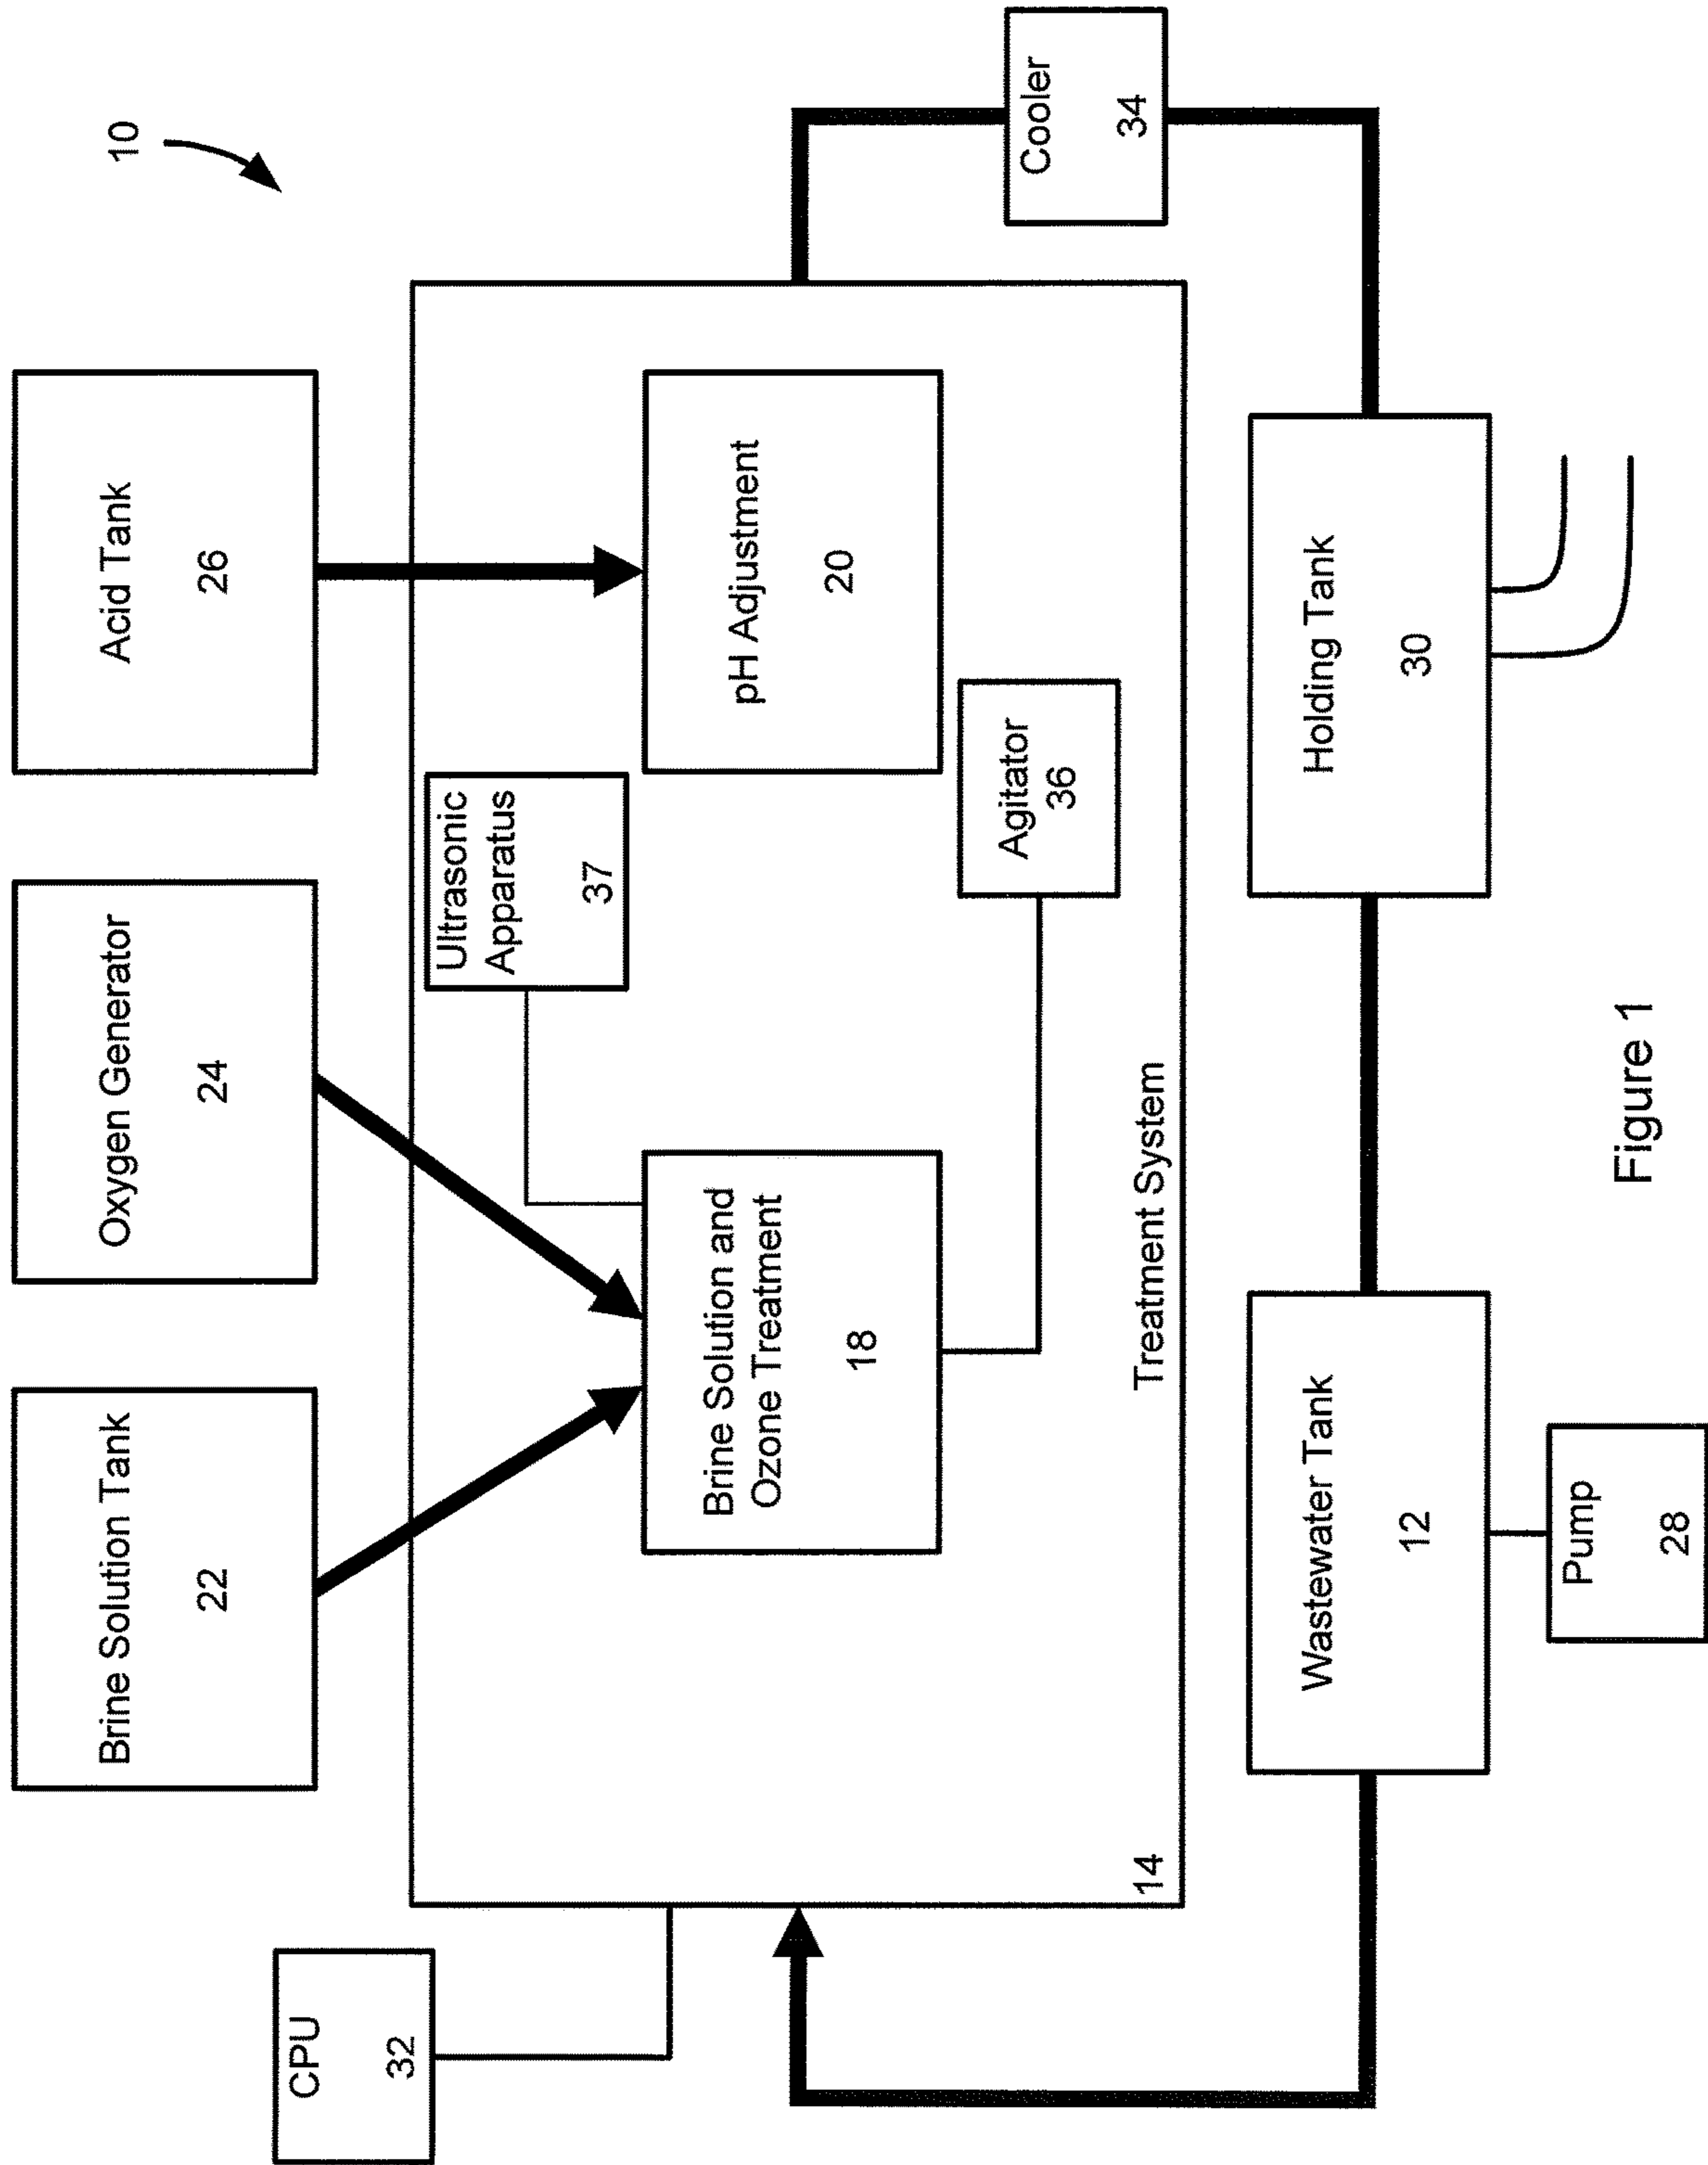 10
Brine Solution Tank
22
Oxygen Generator
24
Acid Tank
26
CPU
32
Ultrasonic
Apparatus
37
Brine Solution and
Ozone Treatment
18
pH Adjustment
20
Agitator
36
Treatment System
14
Cooler
34
Wastewater Tank
12
Holding Tank
30
Pump
28
Figure 1